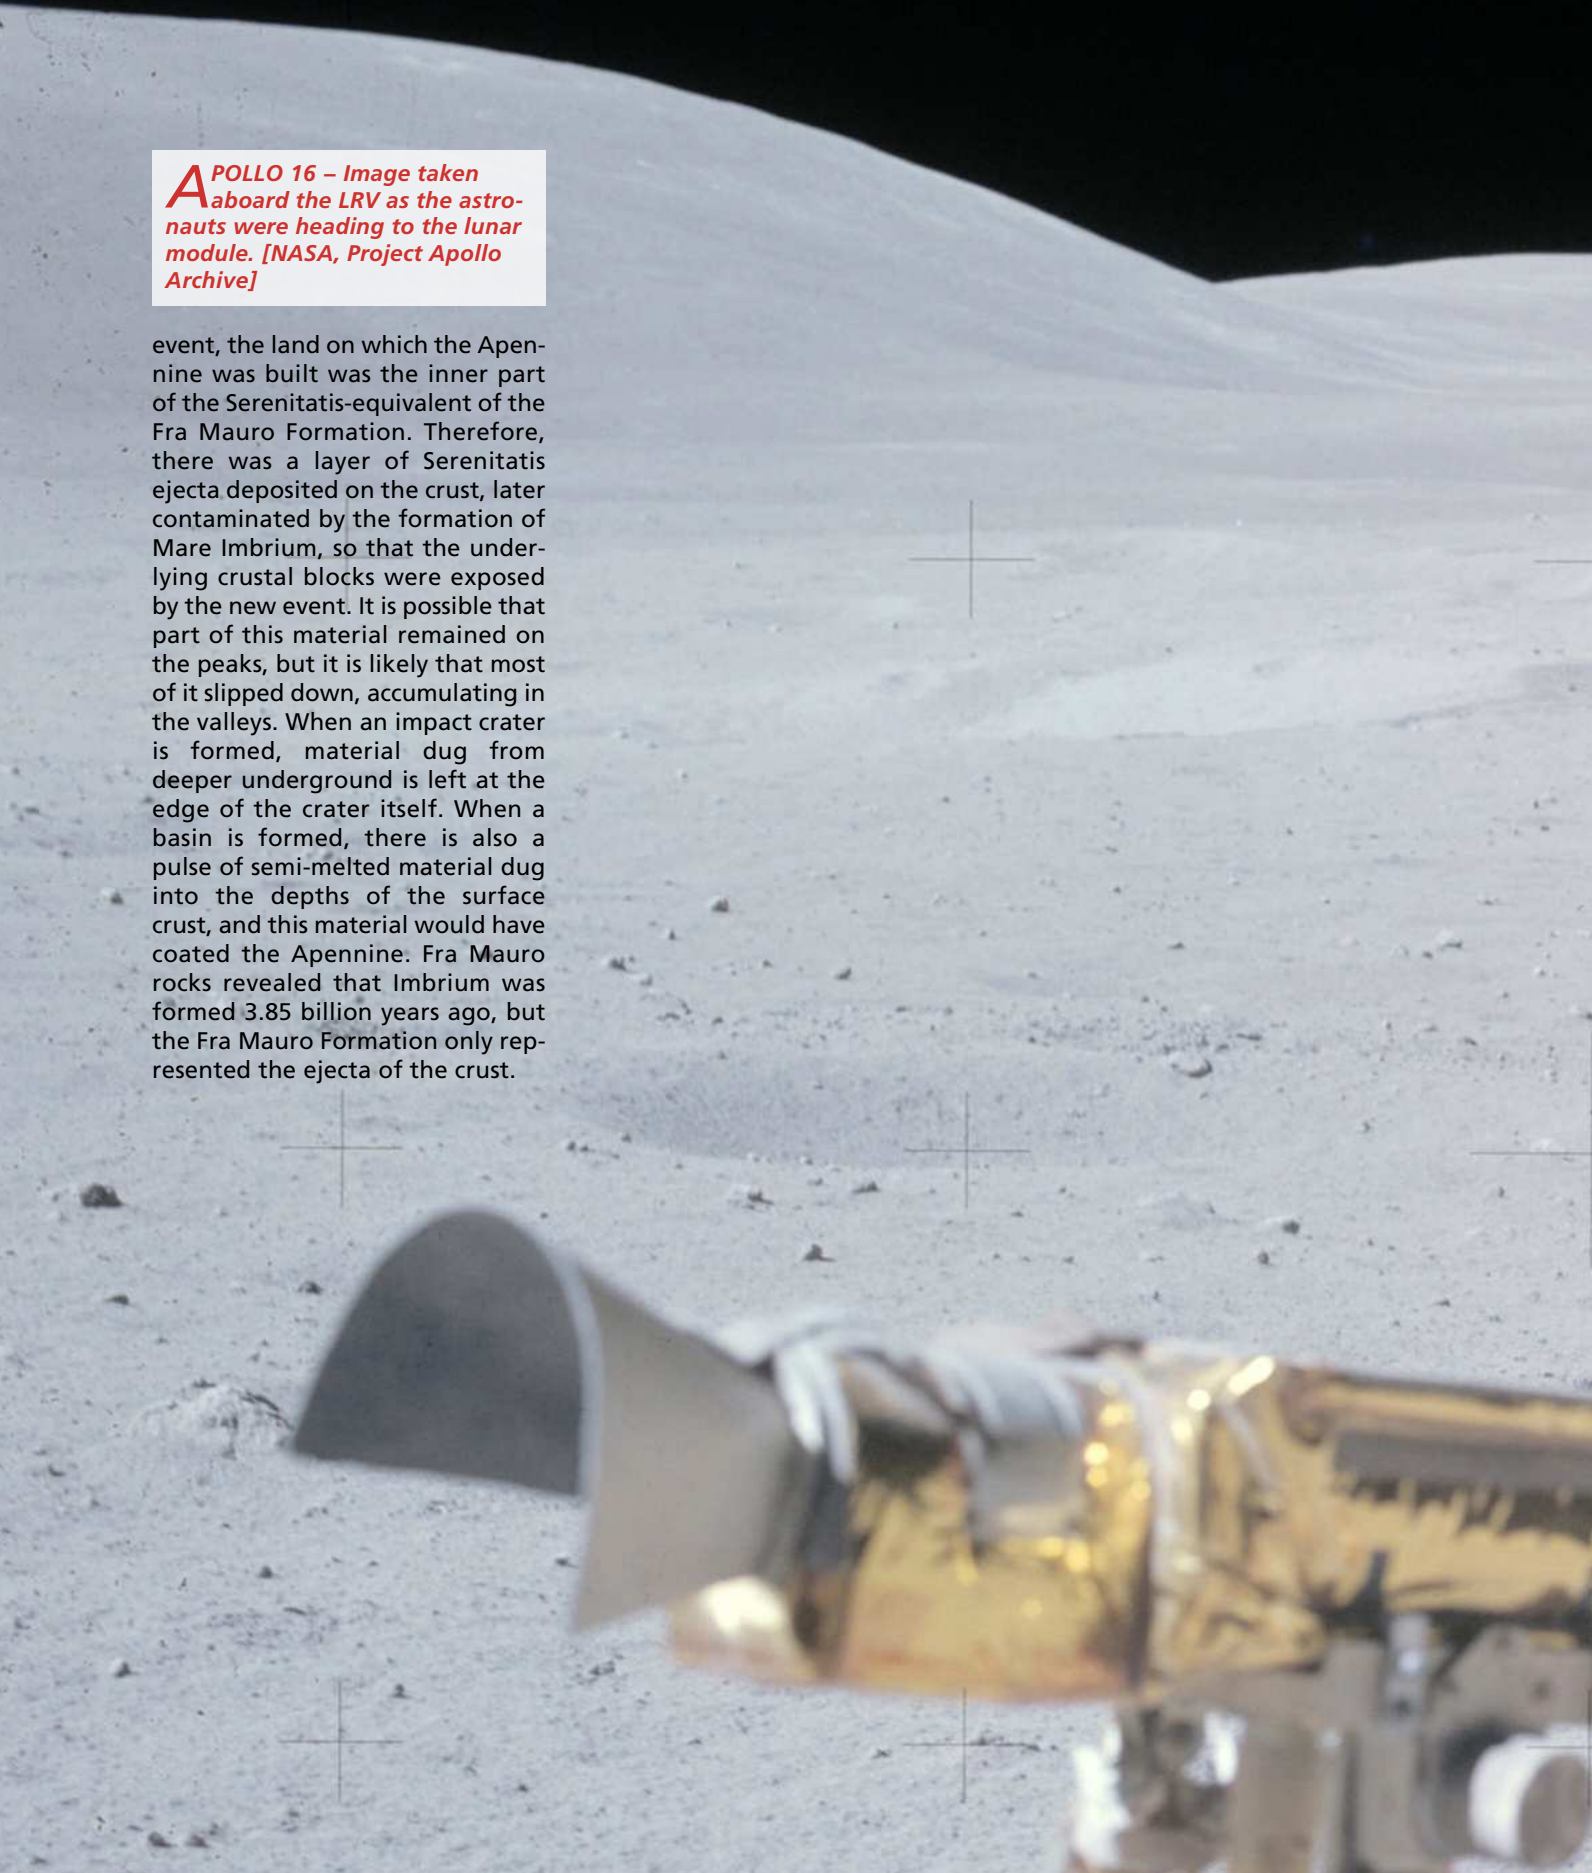 APOLLO 16 – Image taken
aboard the LRV as the astro-
nauts were heading to the lunar
module. [NASA, Project Apollo
Archive]
event, the land on which the Apen-
nine was built was the inner part
of the Serenitatis-equivalent of the
Fra Mauro Formation. Therefore,
there was a layer of Serenitatis
ejecta deposited on the crust, later
contaminated by the formation of
Mare Imbrium, so that the under-
lying crustal blocks were exposed
by the new event. It is possible that
part of this material remained on
the peaks, but it is likely that most
of it slipped down, accumulating in
the valleys. When an impact crater
is formed, material dug from
deeper underground is left at the
edge of the crater itself. When a
basin is formed, there is also a
pulse of semi-melted material dug
into the depths of the surface
crust, and this material would have
coated the Apennine. Fra Mauro
rocks revealed that Imbrium was
formed 3.85 billion years ago, but
the Fra Mauro Formation only rep-
resented the ejecta of the crust.